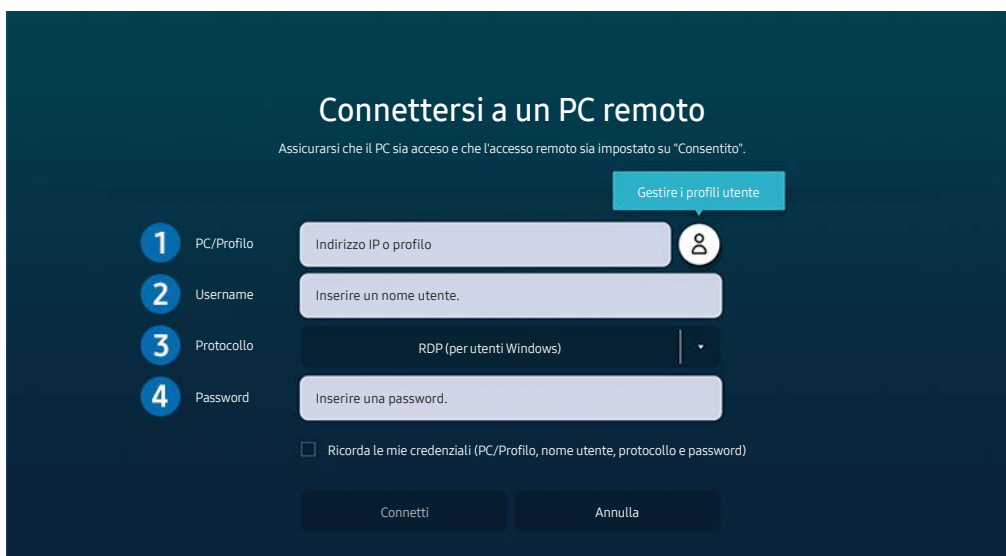 Connettersi a un PC remoto
Assicurarsi che il PC sia acceso e che l'accesso remoto sia impostato su "Consentito".
Gestire i profili utente
1 PC/Profilo Indirizzo IP o profilo
2 Username Inserire un nome utente.
3 Protocollo RDP (per utenti Windows)
4 Password Inserire una password.
Ricorda le mie credenziali (PC/Profilo, nome utente, protocollo e password)
Connetti Annulla